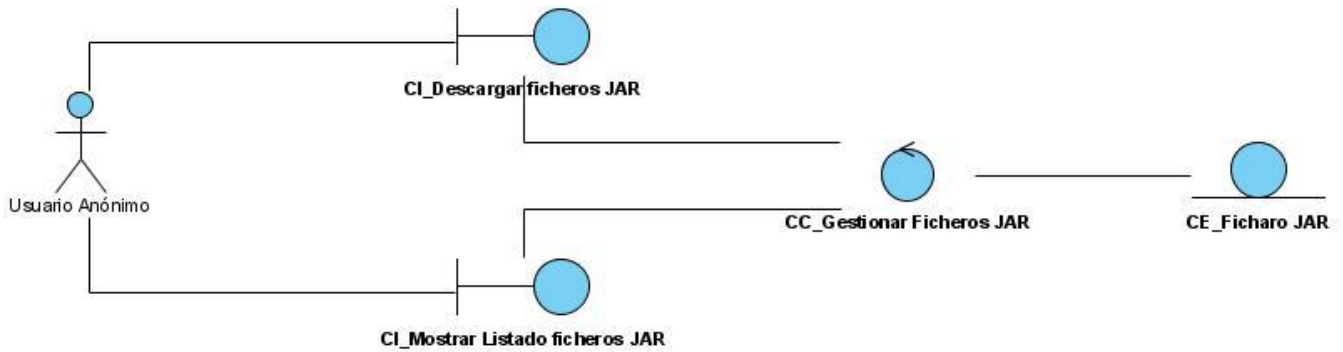 CI_Descargar ficheros JAR
Usuario Anónimo
CC_Gestionar Ficheros JAR
CE_Ficharo JAR
CI_Mostrar Listado ficheros JAR